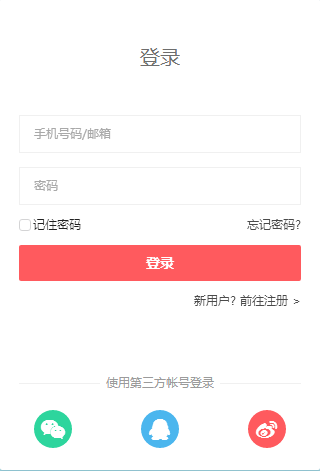 登录
手机号码/邮箱
密码
记住密码 忘记密码?
登录
新用户? 前往注册 >
使用第三方帐号登录